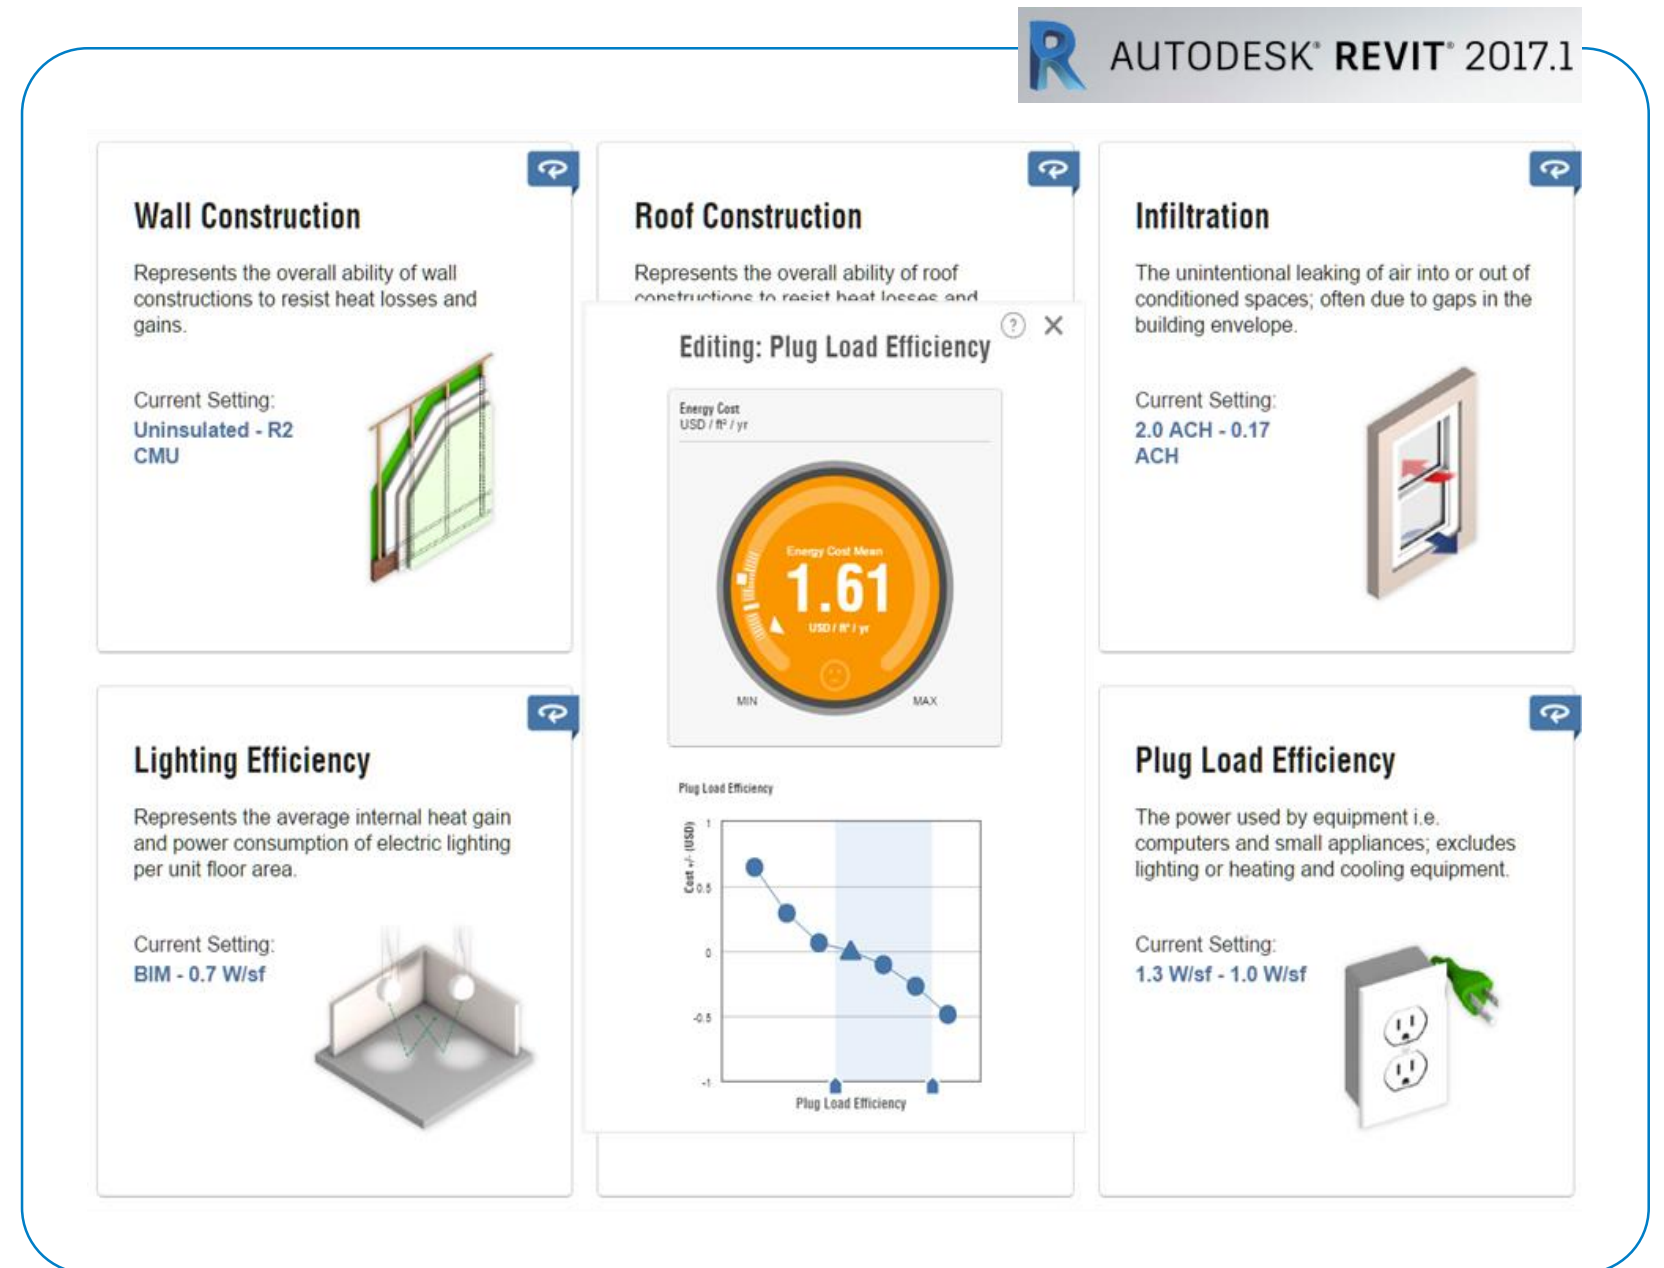 AUTODESK® REVIT® 2017.1
Wall Construction
Represents the overall ability of wall
constructions to resist heat losses and
gains.
Current Setting:
Uninsulated - R2
CMU
Roof Construction
Represents the overall ability of roof
constructions to resist heat losses and
Infiltration
The unintentional leaking of air into or out of
conditioned spaces; often due to gaps in the
building envelope.
Current Setting:
2.0 ACH - 0.17
ACH
?
Editing: Plug Load Efficiency
Energy Cost
USD / ft² / yr
Energy Cost Mean
1.61
USD / ft² / yr
MIN
MAX
Plug Load Efficiency
Cost +/- (USD)
1
0.5
0
-0.5
-1
Plug Load Efficiency
Lighting Efficiency
Represents the average internal heat gain
and power consumption of electric lighting
per unit floor area.
Current Setting:
BIM - 0.7 W/sf
Plug Load Efficiency
The power used by equipment i.e.
computers and small appliances; excludes
lighting or heating and cooling equipment.
Current Setting:
1.3 W/sf - 1.0 W/sf